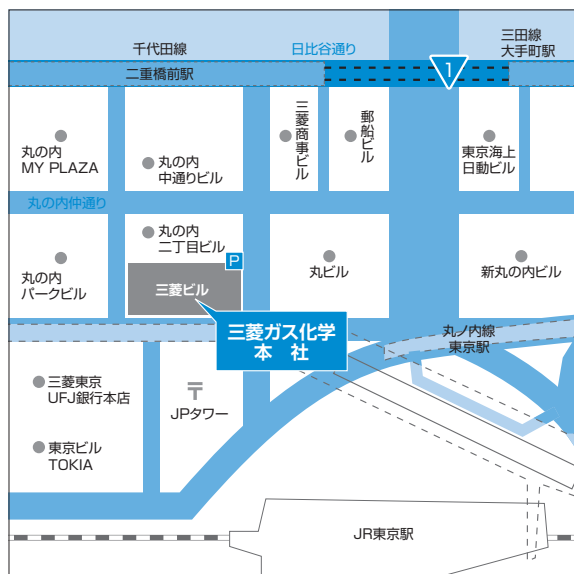 千代田線
日比谷通り
三田線
大手町駅
二重橋前駅
1
丸の内
MY PLAZA
丸の内
中通りビル
三菱商事ビル
郵船ビル
東京海上
日動ビル
丸の内仲通り
丸の内
パークビル
丸の内
二丁目ビル
P
三菱ビル
丸ビル
新丸の内ビル
三菱ガス化学
本 社
丸ノ内線
東京駅
三菱東京
UFJ銀行本店
〒
JPタワー
東京ビル
TOKIA
JR東京駅